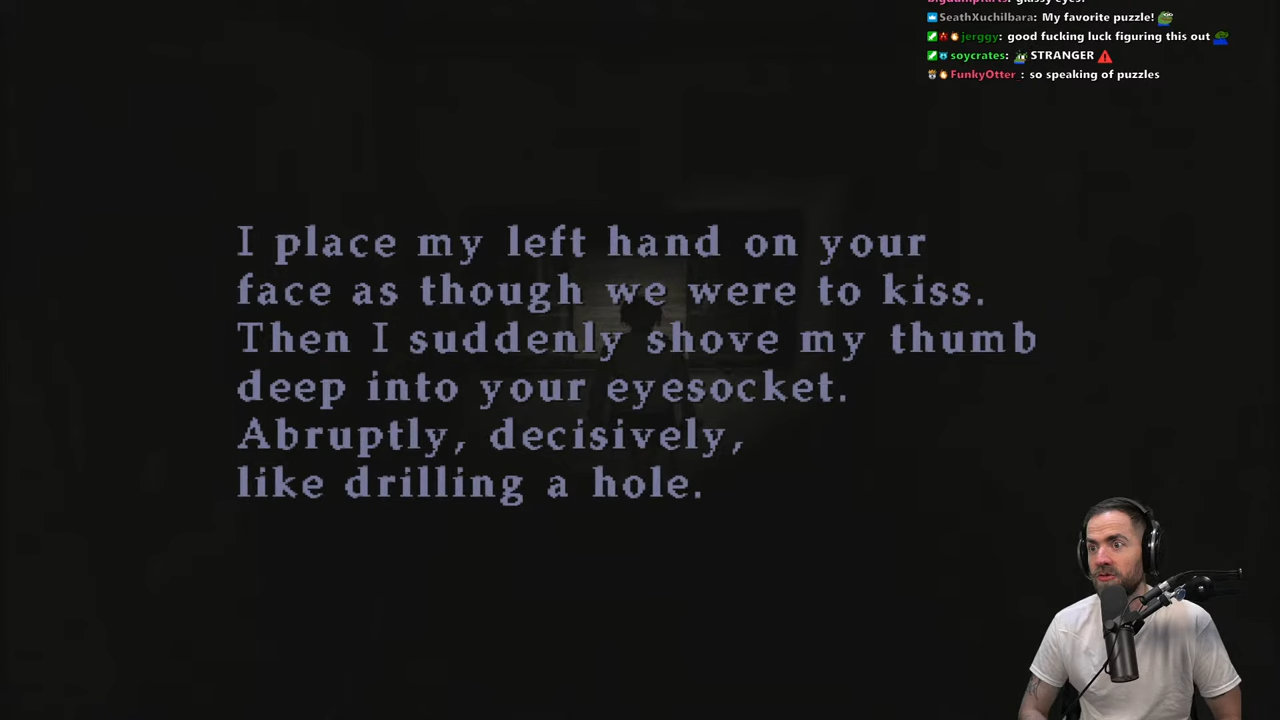 SeathXuchilbara: My favorite puzzle!
jerggy: good fucking luck figuring this out
soycrates: STRANGER
FunkyOtter : so speaking of puzzles
I place my left hand on your
face as though we were to kiss.
Then I suddenly shove my thumb
deep into your eyesocket.
Abruptly, decisively,
like drilling a hole.